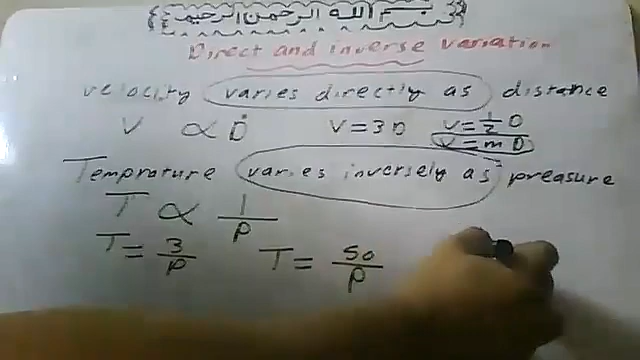 بسم الله الرحمن الرحيم
Direct and inverse variation
velocity varies directly as distance
V ∝ D V = 3D V = 1/2 D
V = m D
Temprature varies inversely as preasure
T ∝ 1/P
T = 3/P T = 50/P